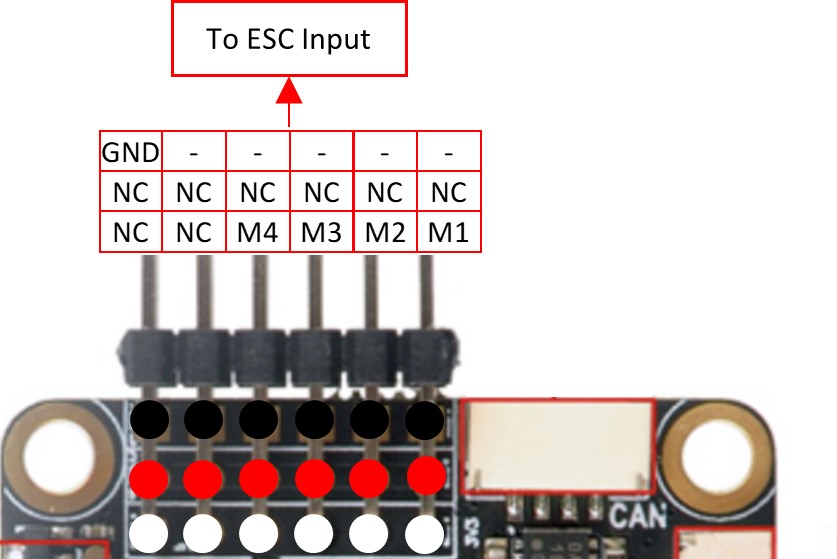 To ESC Input
GND - - - - -
NC NC NC NC NC NC
NC NC M4 M3 M2 M1
CAN
3V3